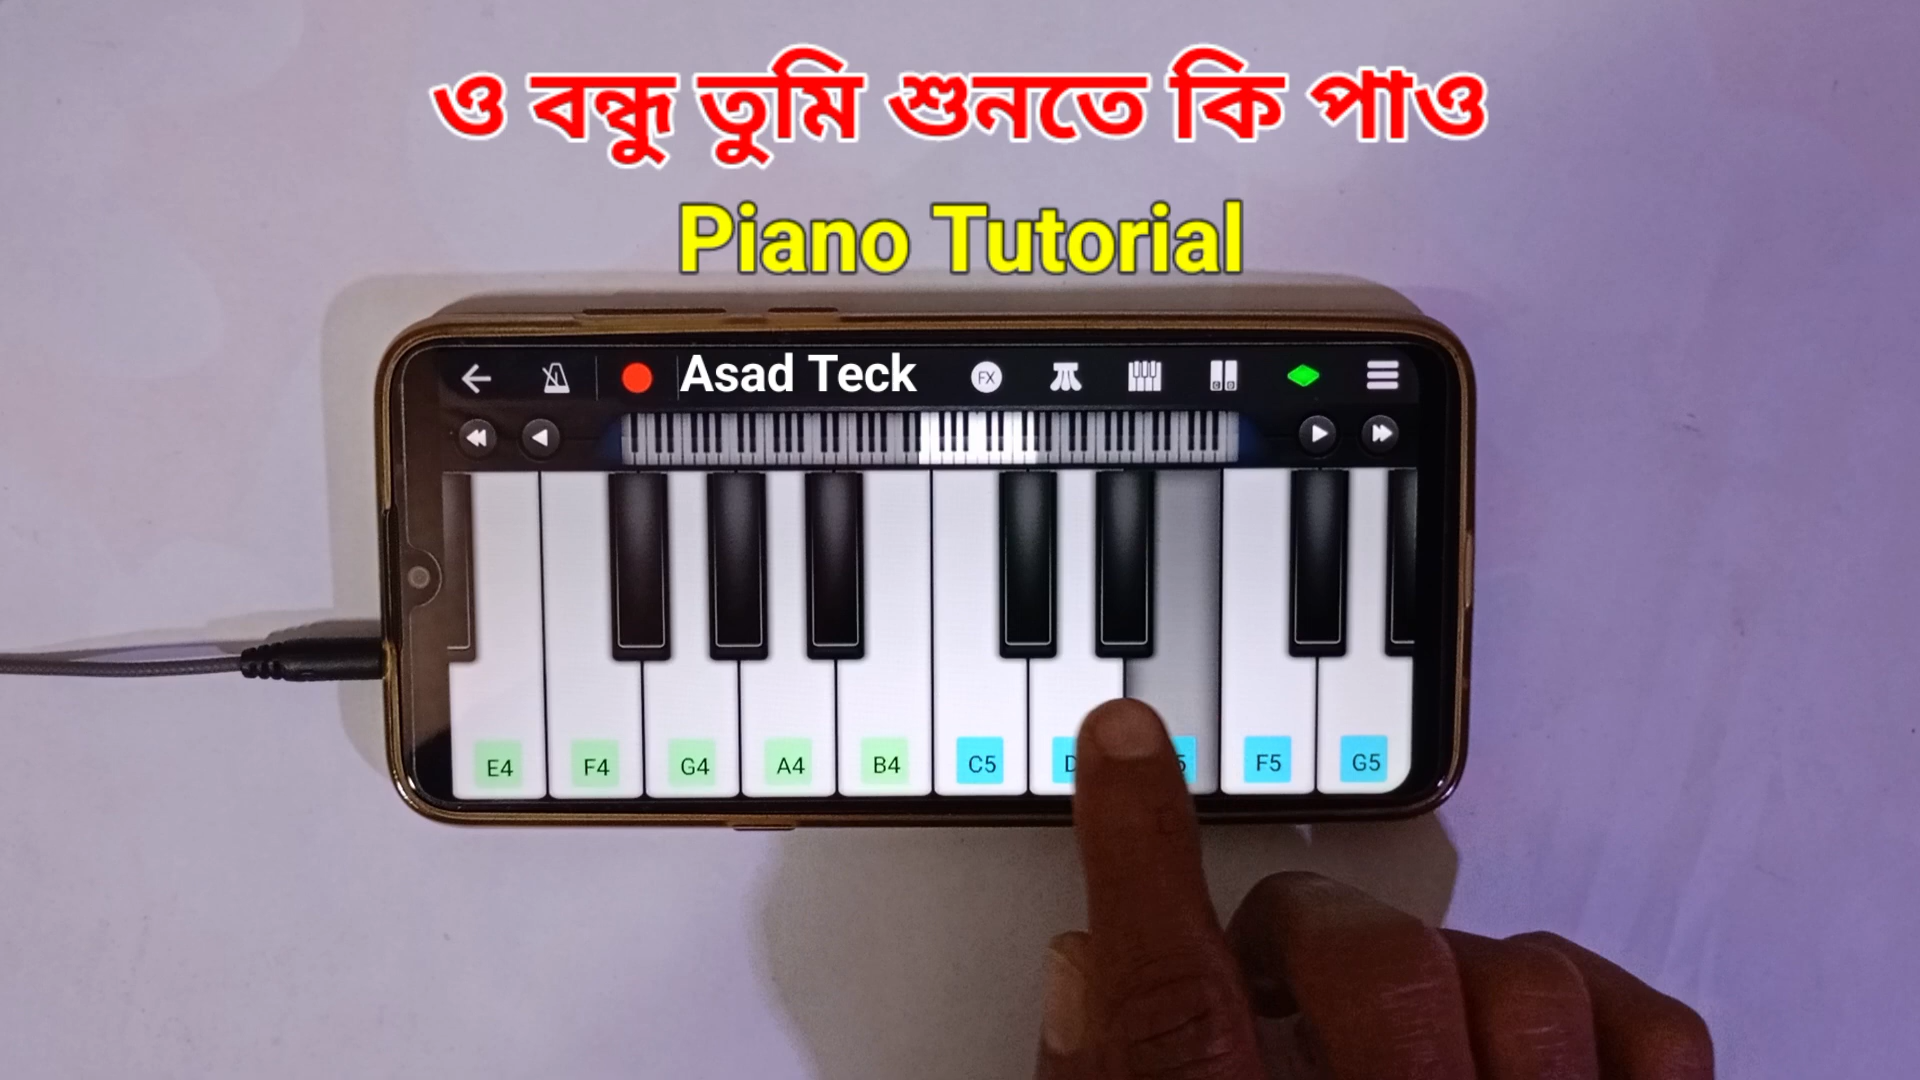 ও বন্ধু তুমি শুনতে কি পাও
Piano Tutorial
Asad Teck
FX
E4 F4 G4 A4 B4 C5 F5 G5